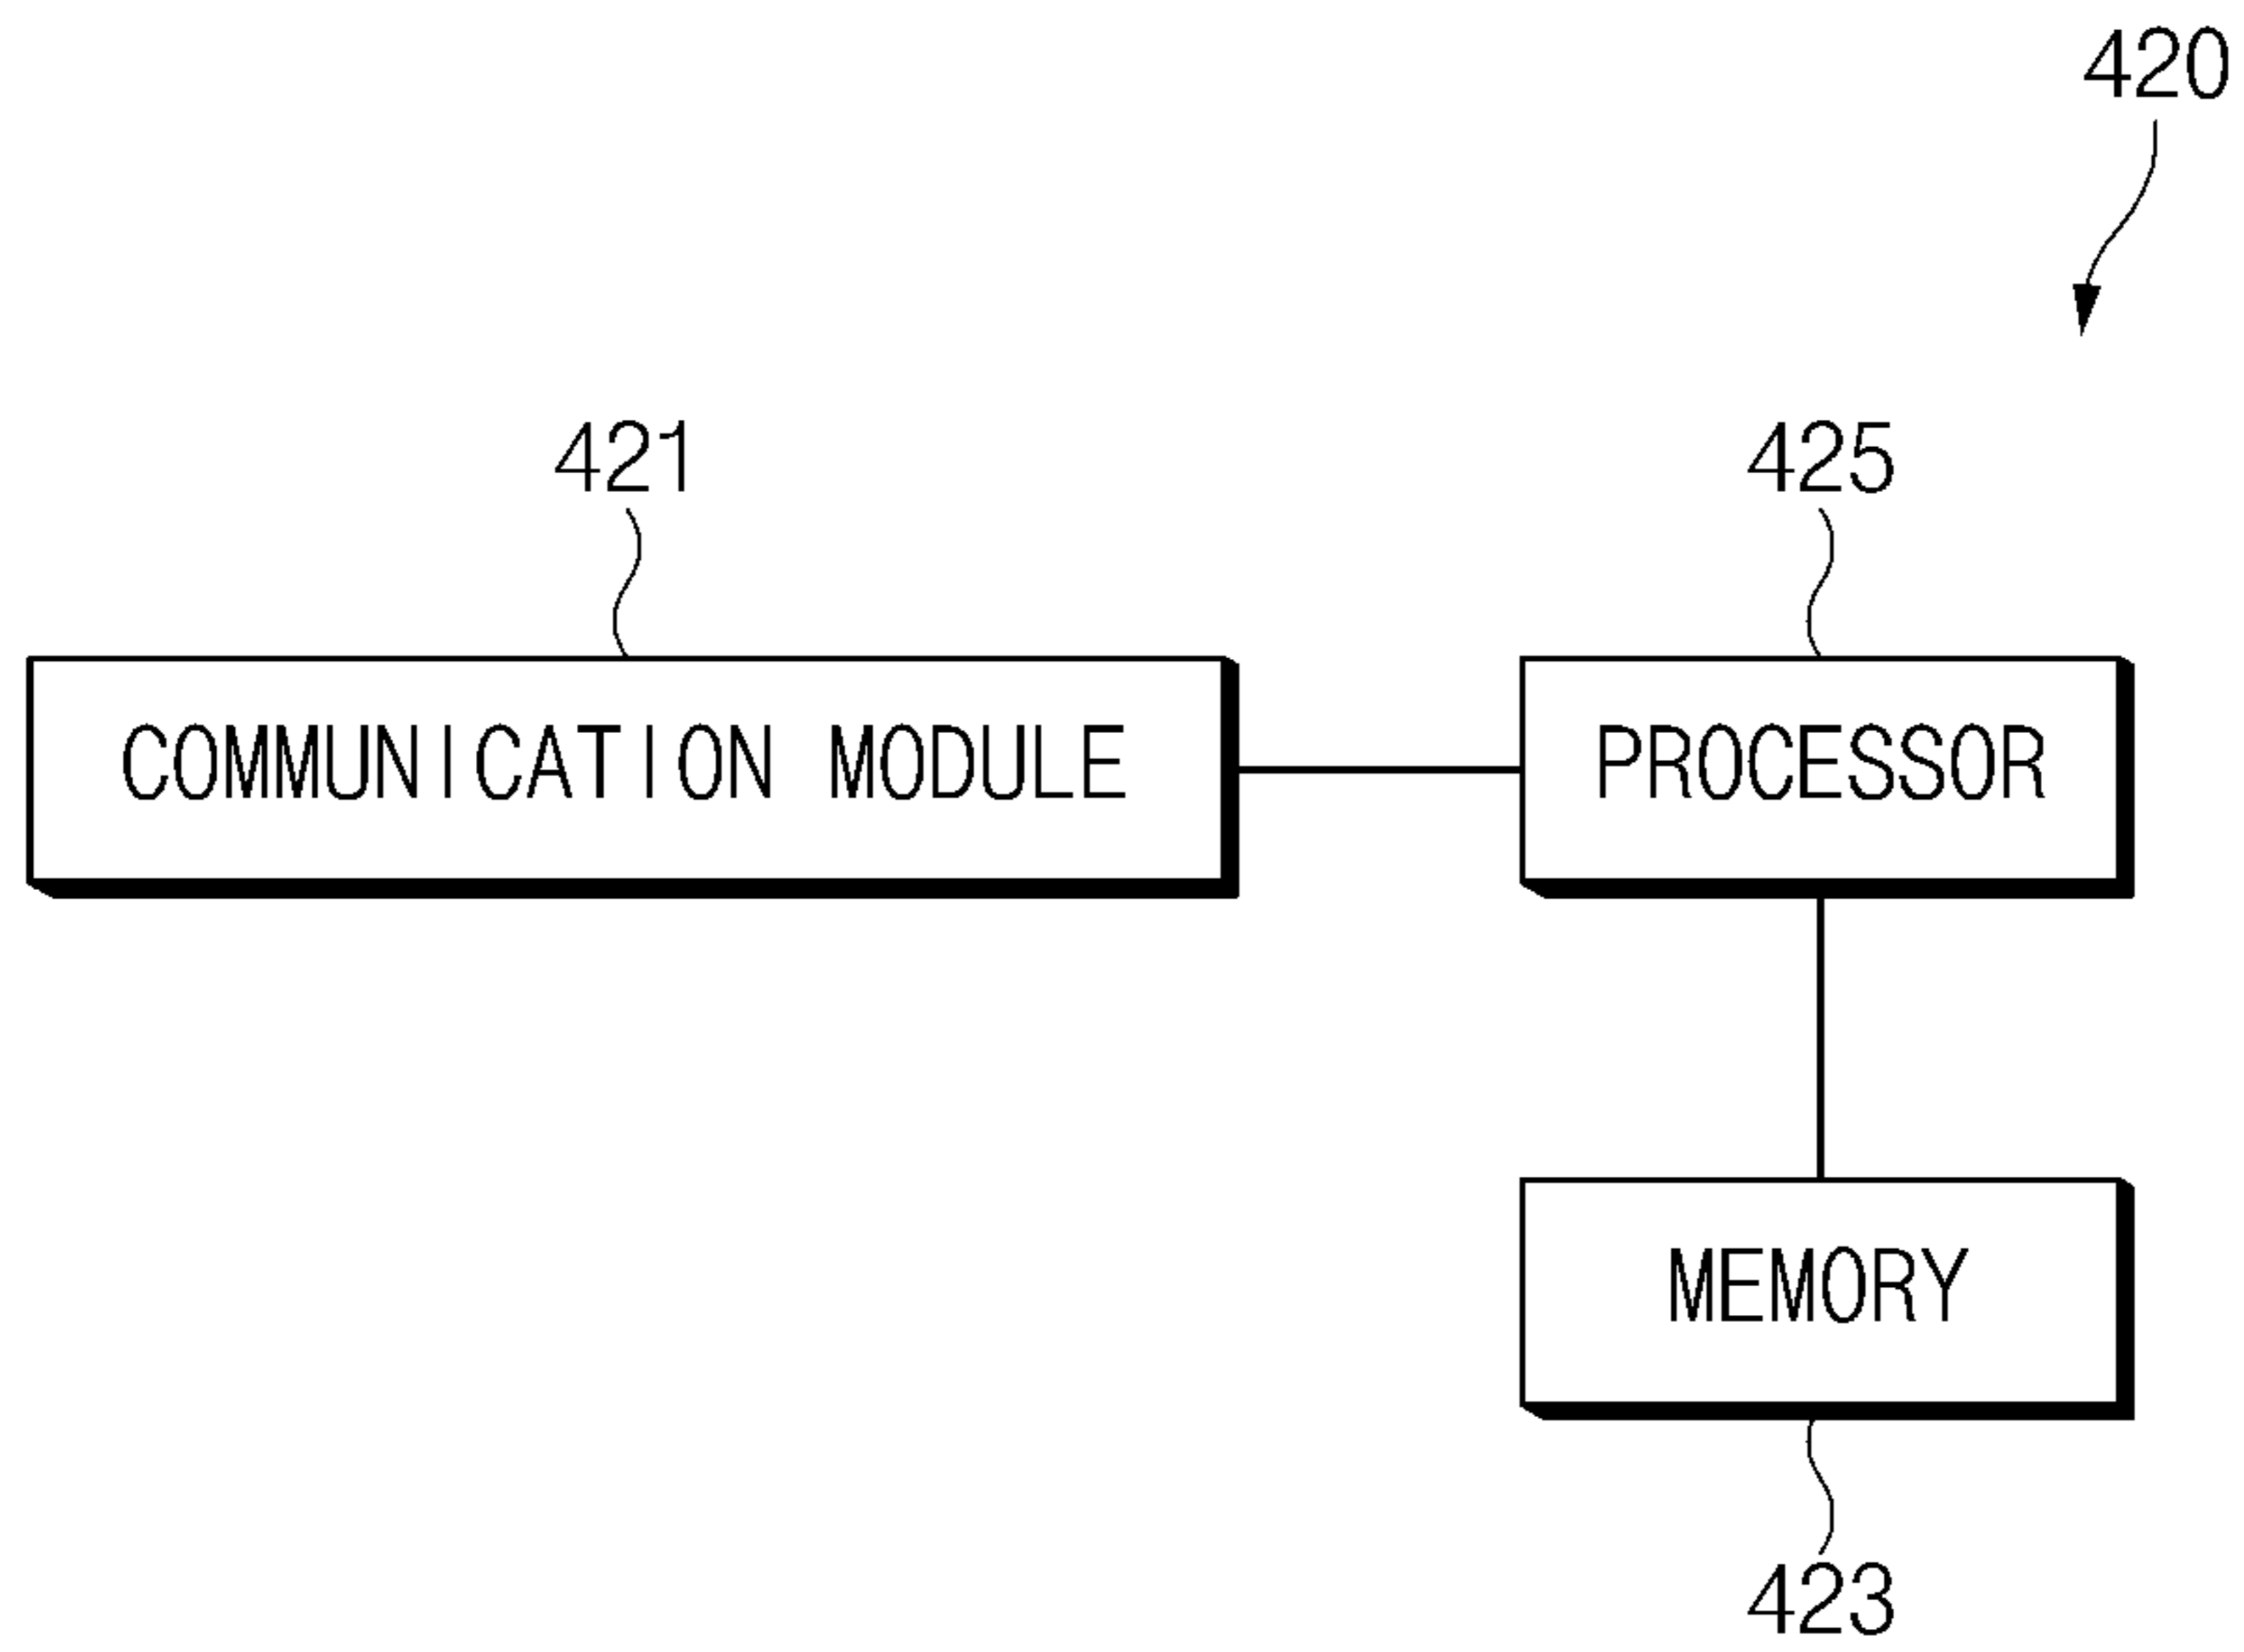 420
421
425
COMMUNICATION MODULE
PROCESSOR
MEMORY
423